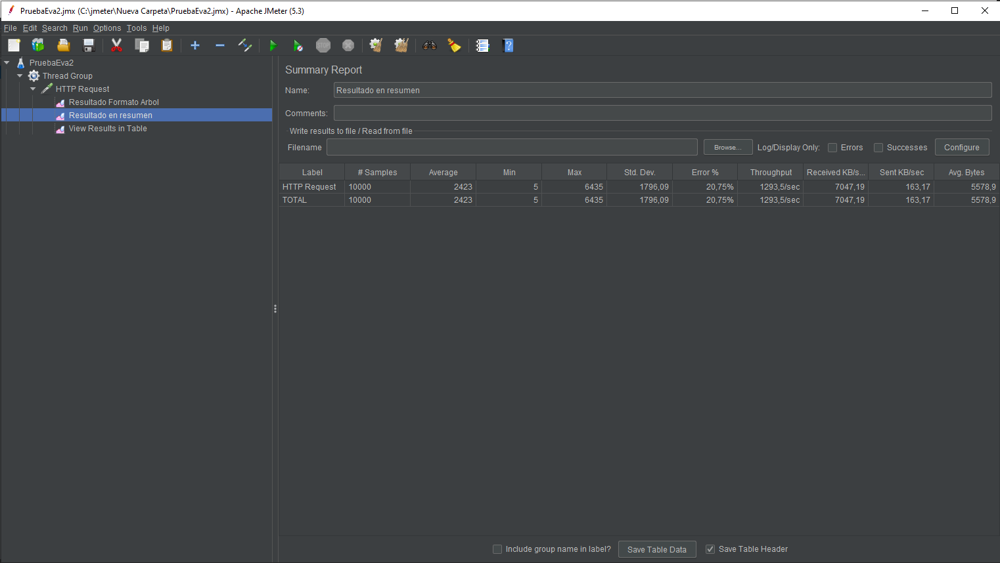 PruebaEva2.jmx (C:\jmeter\Nueva Carpeta\PruebaEva2.jmx) - Apache JMeter (5.3)
File Edit Search Run Options Tools Help
STOP
PruebaEva2
Thread Group
HTTP Request
Resultado Formato Arbol
Resultado en resumen
View Results in Table
Summary Report
Name: Resultado en resumen
Comments:
Write results to file / Read from file
Filename Browse... Log/Display Only: Errors Successes Configure
Label # Samples Average Min Max Std. Dev. Error % Throughput Received KB/s... Sent KB/sec Avg. Bytes
HTTP Request 10000 2423 5 6435 1796,09 20,75% 1293,5/sec 7047,19 163,17 5578,9
TOTAL 10000 2423 5 6435 1796,09 20,75% 1293,5/sec 7047,19 163,17 5578,9
Include group name in label? Save Table Data Save Table Header